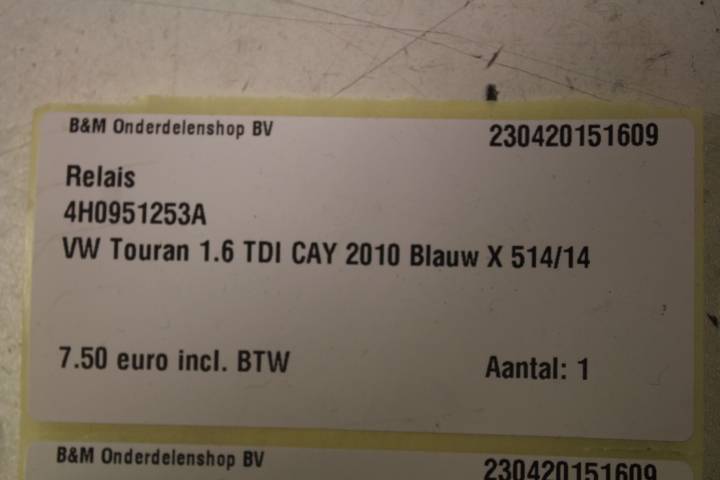 B&M Onderdelenshop BV 230420151609
Relais
4H0951253A
VW Touran 1.6 TDI CAY 2010 Blauw X 514/14
7.50 euro incl. BTW Aantal: 1
B&M Onderdelenshop BV 230420151609